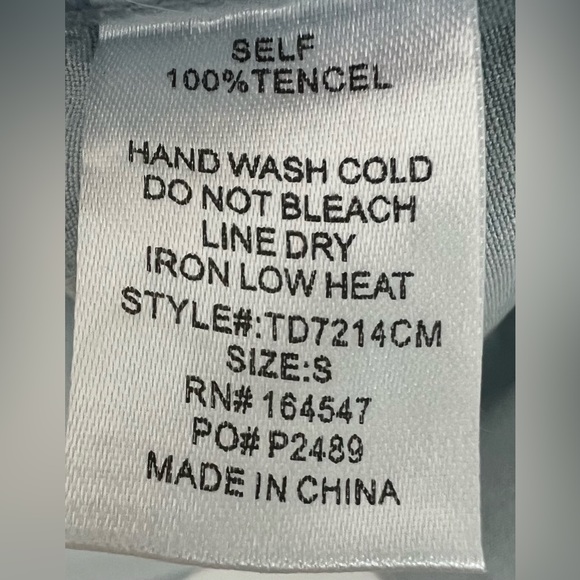 SELF
100%TENCEL
HAND WASH COLD
DO NOT BLEACH
LINE DRY
IRON LOW HEAT
STYLE#:TD7214CM
SIZE:S
RN# 164547
PO# P2489
MADE IN CHINA